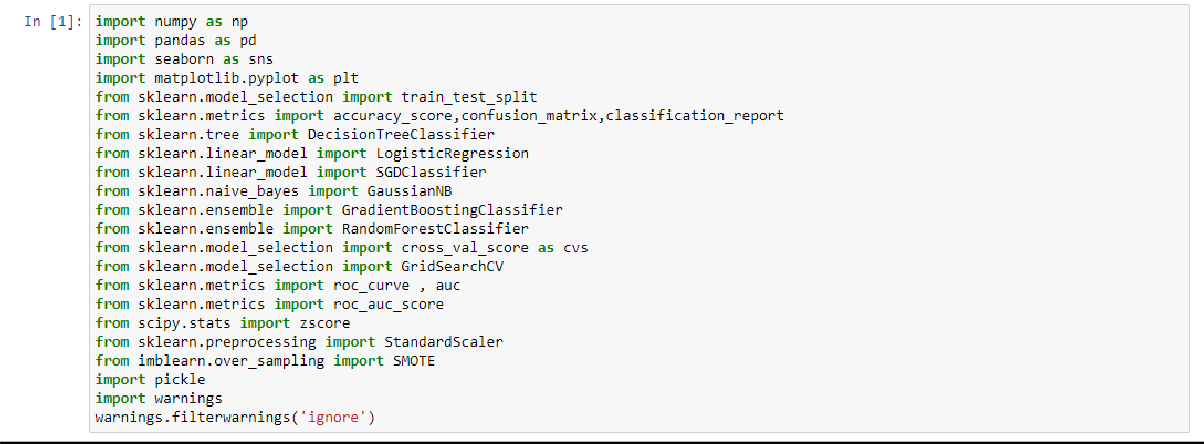 In [1]: import numpy as np
import pandas as pd
import seaborn as sns
import matplotlib.pyplot as plt
from sklearn.model_selection import train_test_split
from sklearn.metrics import accuracy_score,confusion_matrix,classification_report
from sklearn.tree import DecisionTreeClassifier
from sklearn.linear_model import LogisticRegression
from sklearn.linear_model import SGDClassifier
from sklearn.naive_bayes import GaussianNB
from sklearn.ensemble import GradientBoostingClassifier
from sklearn.ensemble import RandomForestClassifier
from sklearn.model_selection import cross_val_score as cvs
from sklearn.model_selection import GridSearchCV
from sklearn.metrics import roc_curve , auc
from sklearn.metrics import roc_auc_score
from scipy.stats import zscore
from sklearn.preprocessing import StandardScaler
from imblearn.over_sampling import SMOTE
import pickle
import warnings
warnings.filterwarnings('ignore')